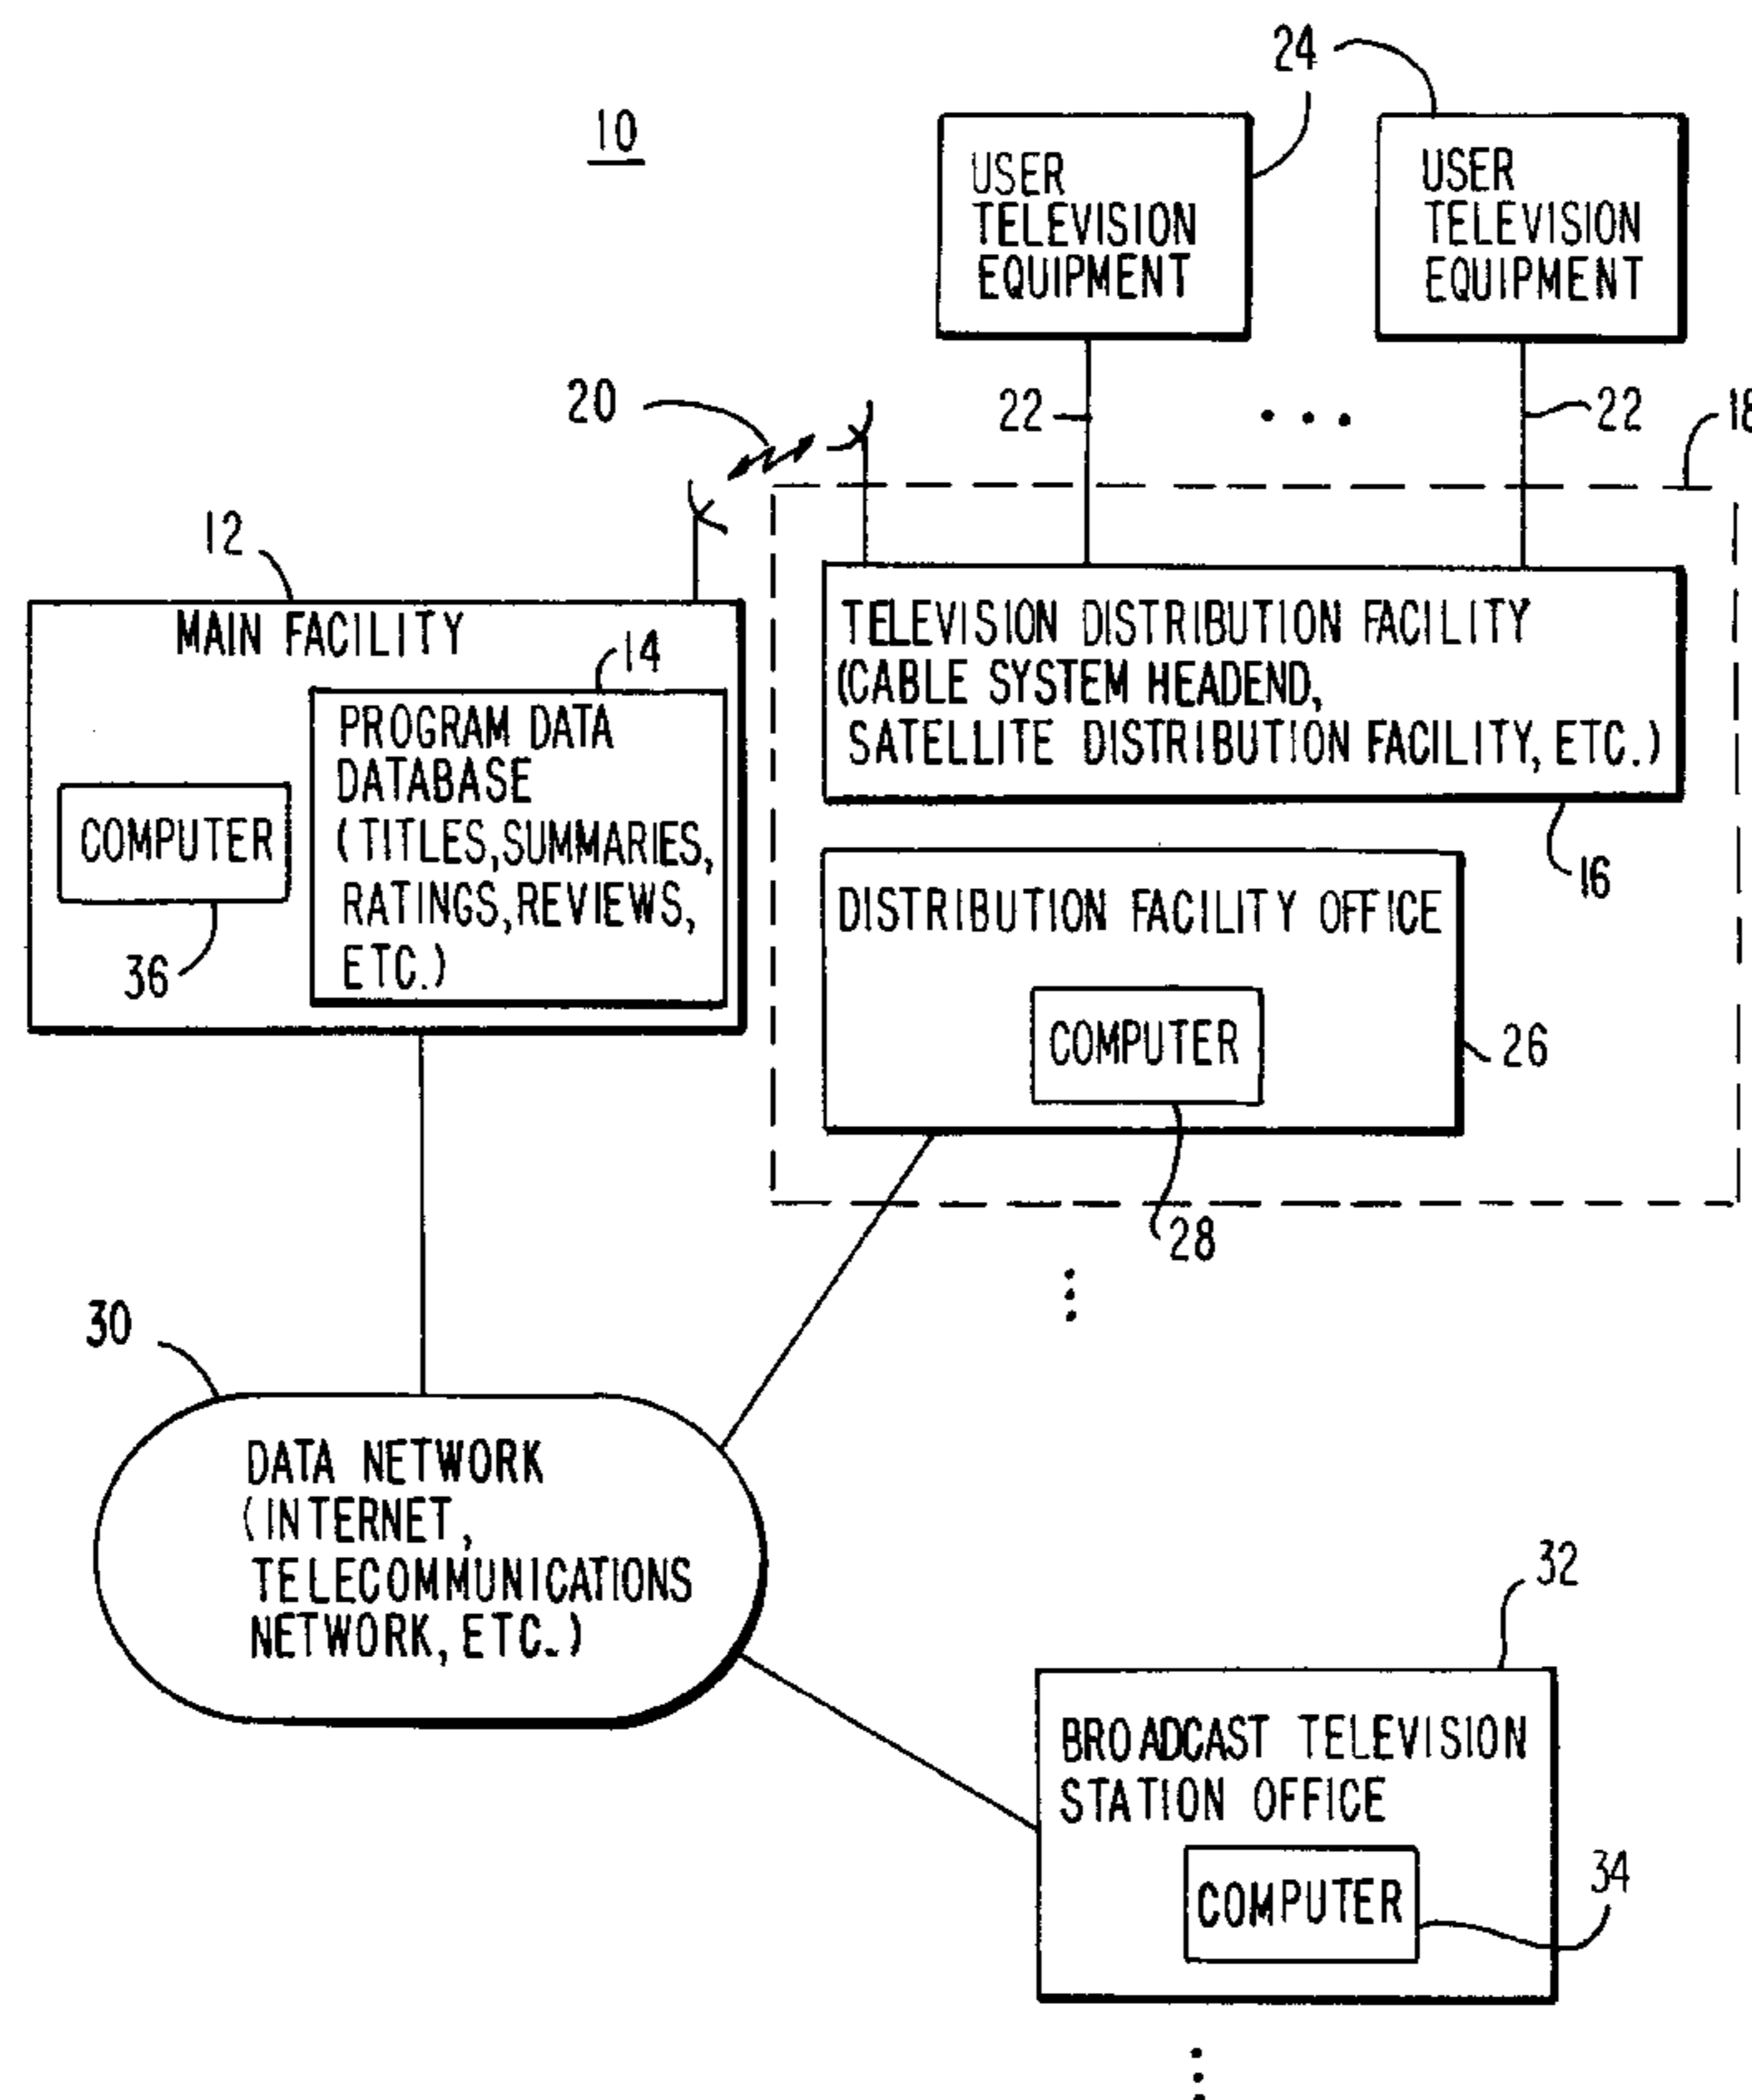 24
10
USER
TELEVISION
EQUIPMENT
USER
TELEVISION
EQUIPMENT
20
22
22
18
12
MAIN FACILITY
14
PROGRAM DATA
DATABASE
(TITLES, SUMMARIES,
RATINGS, REVIEWS,
ETC.)
COMPUTER
36
TELEVISION DISTRIBUTION FACILITY
(CABLE SYSTEM HEADEND,
SATELLITE DISTRIBUTION FACILITY, ETC.)
16
DISTRIBUTION FACILITY OFFICE
COMPUTER
26
28
30
DATA NETWORK
(INTERNET,
TELECOMMUNICATIONS
NETWORK, ETC.)
32
BROADCAST TELEVISION
STATION OFFICE
COMPUTER
34